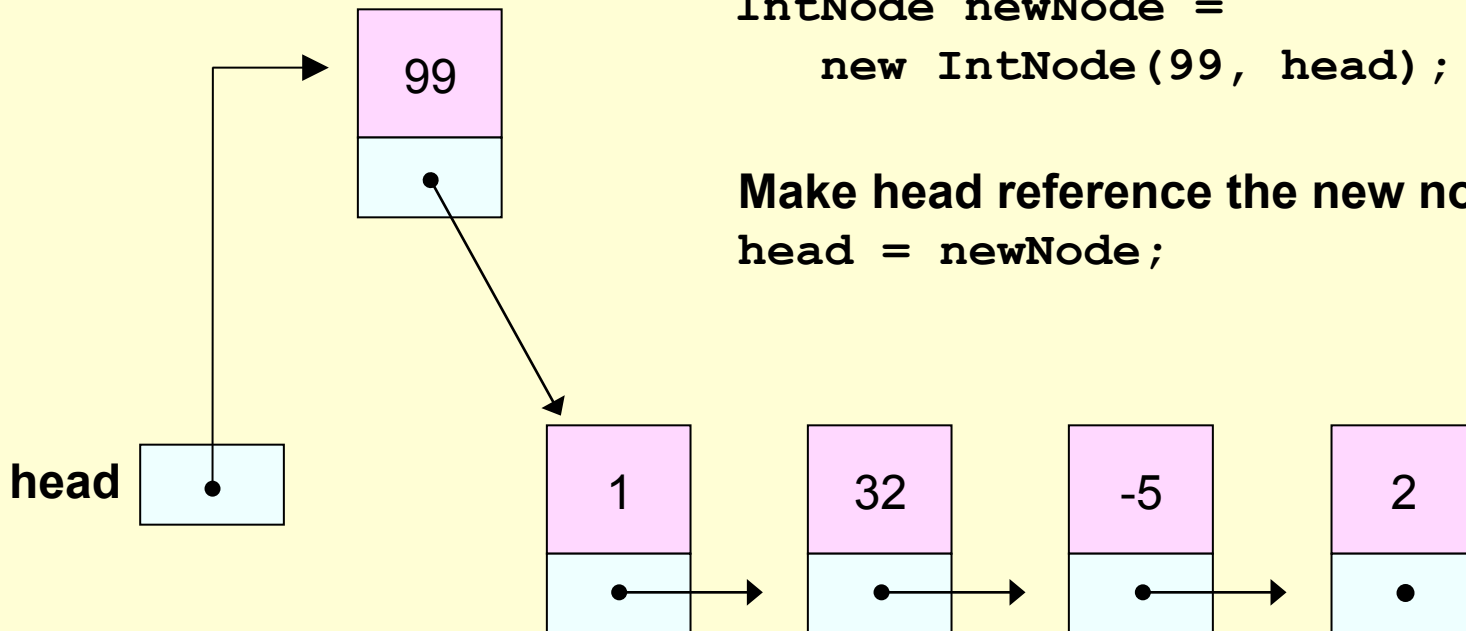 IntNode newNode =
new IntNode(99, head);
Make head reference the new
head = newNode;
99
head
1
32
-5
2